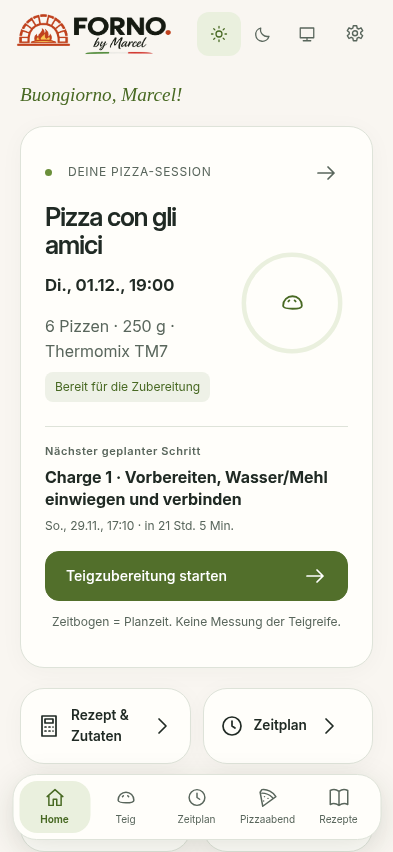 FORNO.
by Marcel
Buongiorno, Marcel!
DEINE PIZZA-SESSION
Pizza con gli
amici
Di., 01.12., 19:00
6 Pizzen · 250 g ·
Thermomix TM7
Bereit für die Zubereitung
Nächster geplanter Schritt
Charge 1 · Vorbereiten, Wasser/Mehl
einwiegen und verbinden
So., 29.11., 17:10 · in 21 Std. 5 Min.
Teigzubereitung starten
Zeitbogen = Planzeit. Keine Messung der Teigreife.
Rezept &
Zutaten
Zeitplan
Home
Teig
Zeitplan
Pizzaabend
Rezepte